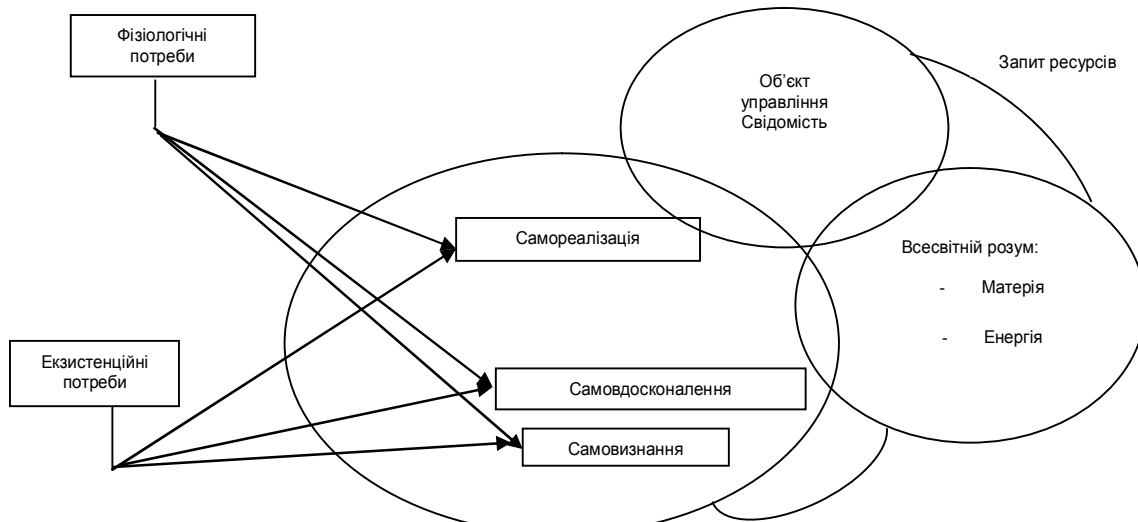 Фізіологічні
потреби
Об’єкт
управління
Свідомість
Запит ресурсів
Самореалізація
Всесвітній розум:
- Матерія
- Енергія
Екзистенційні
потреби
Самовдосконалення
Самовизнання